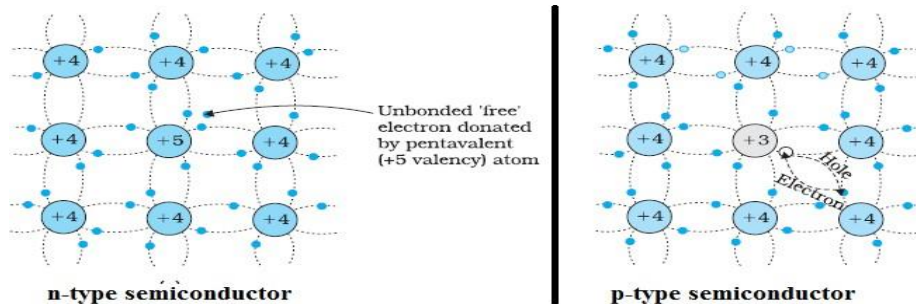 +4 +4 +4
+4 +5 +4
+4 +4 +4
Unbonded 'free'
electron donated
by pentavalent
(+5 valency) atom
n-type semiconductor
+4 +4 +4
+4 +3 +4
Hole
Electron
+4 +4 +4
p-type semiconductor